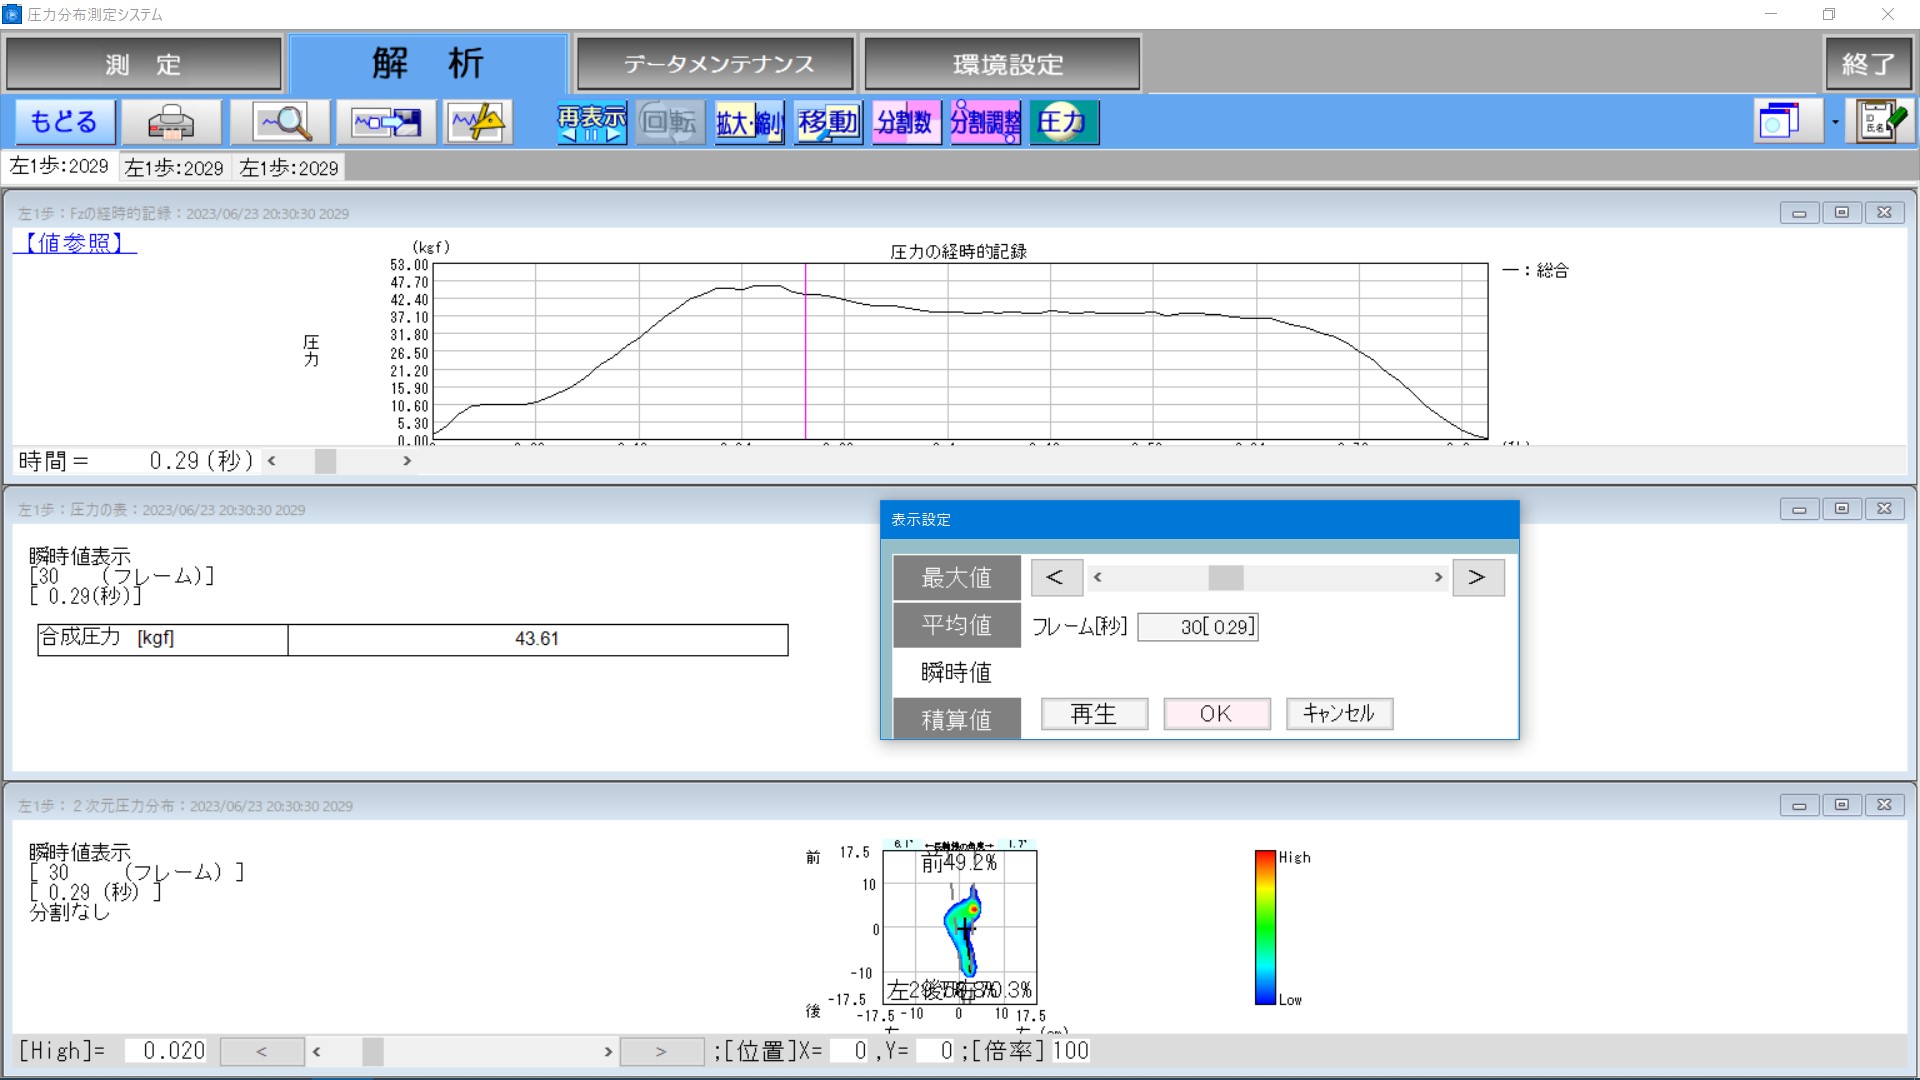 圧力分布測定システム
測 定 解 析 データメンテナンス 環境設定 終了
もどる 再表示 回転 拡大・縮小 移動 分割数 分割調整 圧力 ID 氏名
左1歩:2029 左1歩:2029 左1歩:2029
左1歩：Fzの経時的記録：2023/06/23 20:30:30 2029
【値参照】
(kgf)
圧力の経時的記録
53.00
47.70
42.40
37.10
31.80
26.50
21.20
15.90
10.60
5.30
0.00
圧力
—：総合
時間＝ 0.29(秒) < >
左1歩：圧力の表：2023/06/23 20:30:30 2029
瞬時値表示
[30 (フレーム)]
[ 0.29(秒)]
合成圧力 [kgf] 43.61
表示設定
最大値 < < > >
平均値 フレーム[秒] 30[ 0.29]
瞬時値
積算値 再生 OK キャンセル
左1歩：２次元圧力分布：2023/06/23 20:30:30 2029
瞬時値表示
[ 30 (フレーム) ]
[ 0.29 (秒) ]
分割なし
6.1° 1.7°
前 17.5 前49.2%
10
0
-10
後 -17.5
-17.5 -10 0 10 17.5
High
Low
[High]= 0.020 < < > > ;[位置]X= 0 ,Y= 0 ;[倍率] 100